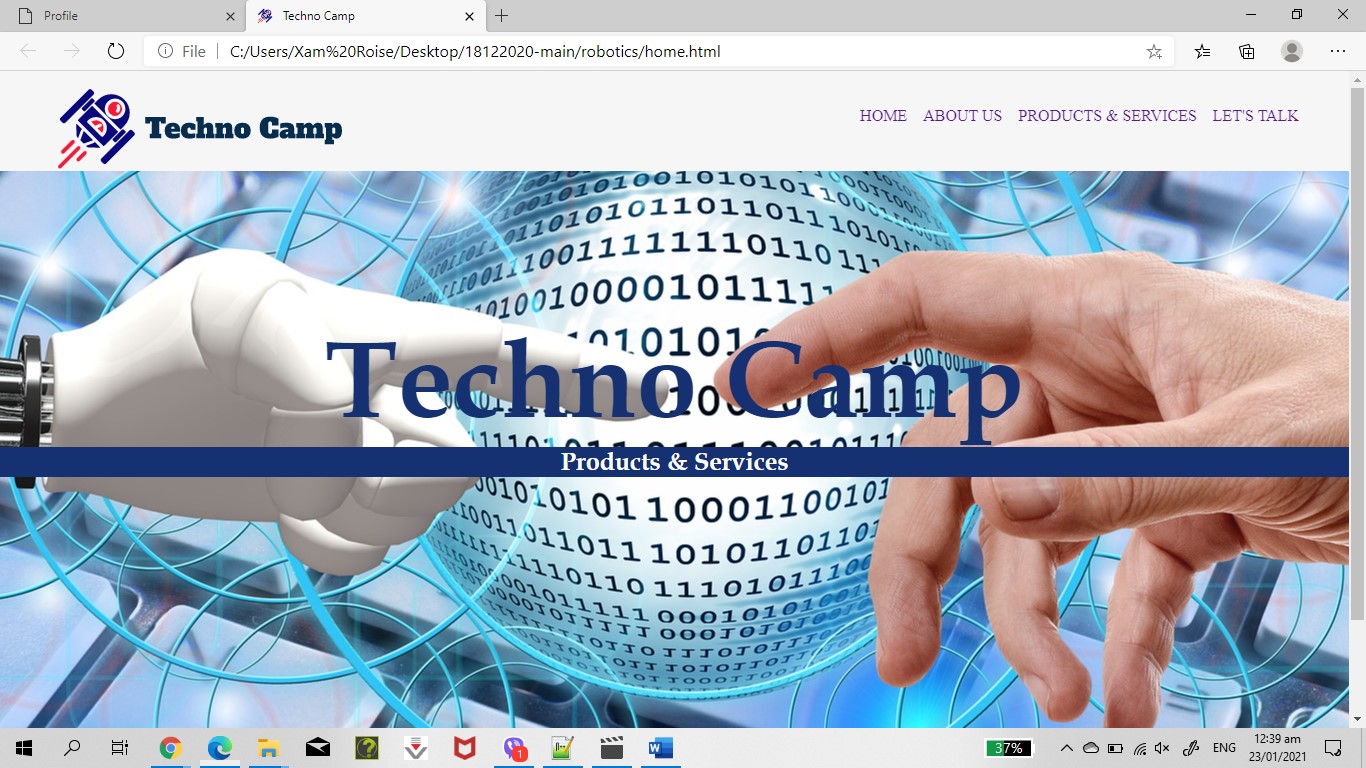 Profile
Techno Camp
File
C:/Users/Xam%20Roise/Desktop/18122020-main/robotics/home.html
Techno Camp
HOME ABOUT US PRODUCTS & SERVICES LET'S TALK
Techno Camp
Products & Services
1
37%
ENG
12:39 am
23/01/2021